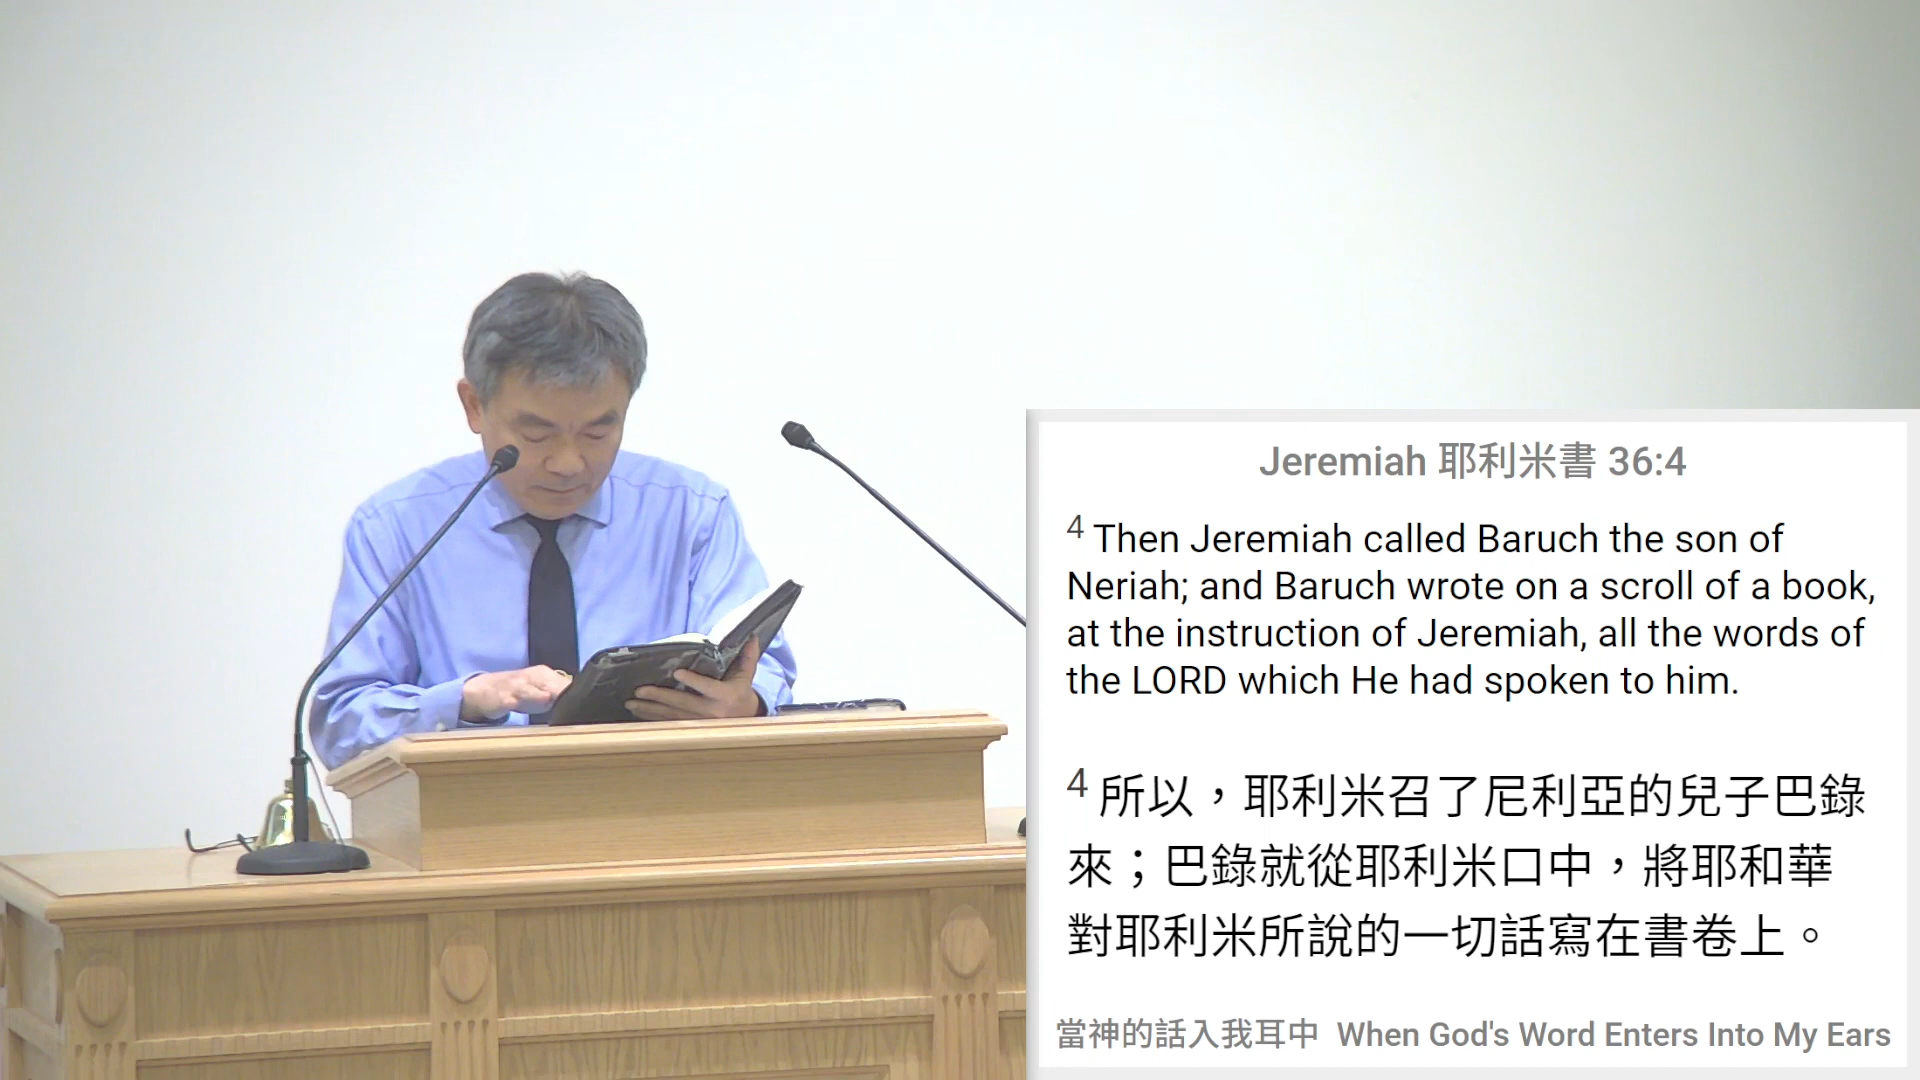 Jeremiah 耶利米書 36:4
4 Then Jeremiah called Baruch the son of
Neriah; and Baruch wrote on a scroll of a book,
at the instruction of Jeremiah, all the words of
the LORD which He had spoken to him.
4 所以，耶利米召了尼利亞的兒子巴錄
來；巴錄就從耶利米口中，將耶和華
對耶利米所說的一切話寫在書卷上。
當神的話入我耳中 When God's Word Enters Into My Ears